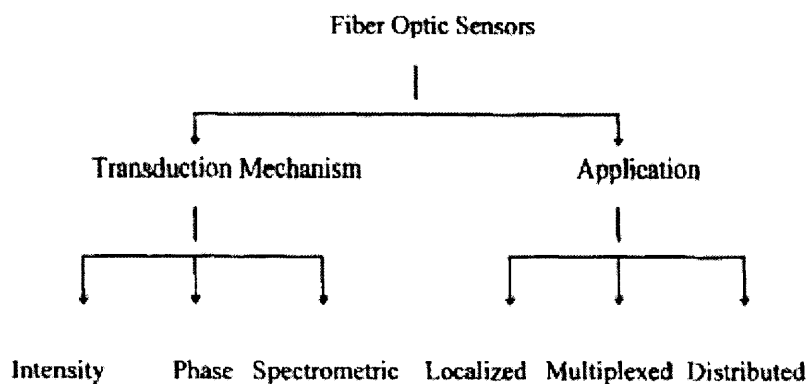 Fiber Optic Sensors
Transduction Mechanism Application
Intensity Phase Spectrometric Localized Multiplexed Distributed